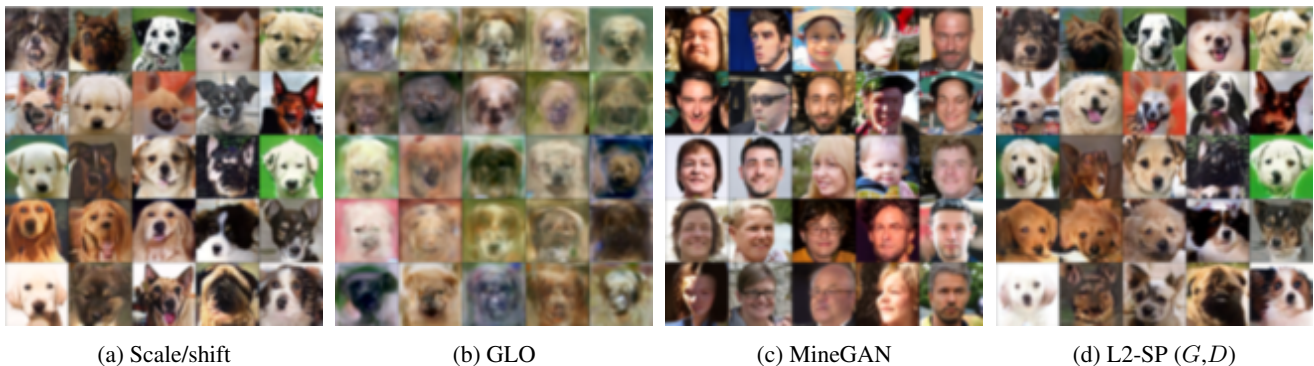 (a) Scale/shift
(b) GLO
(c) MineGAN
(d) L2-SP (G,D)